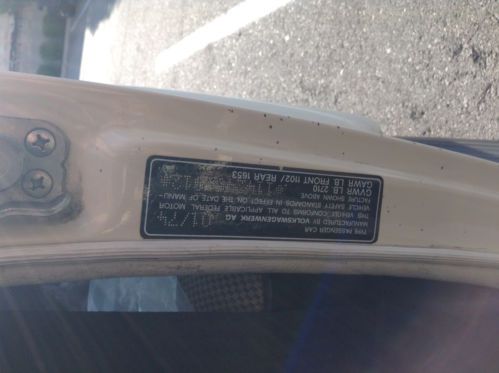 TYPE PASSENGER CAR
MANUFACTURED BY VOLKSWAGENWERK AG
THIS VEHICLE CONFORMS TO ALL APPLICABLE FEDERAL MOTOR
VEHICLE SAFETY STANDARDS IN EFFECT ON THE DATE OF MANU-
FACTURE SHOWN ABOVE
01/74
GVWR LB. 2710
GAWR LB. FRONT 1102/ REAR 1653